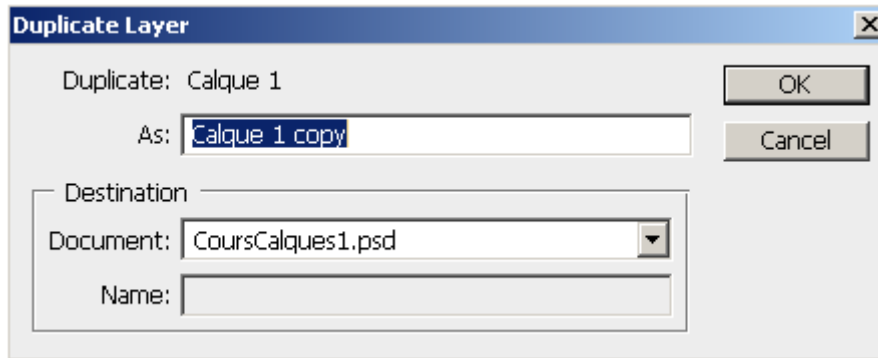 Duplicate Layer
Duplicate: Calque 1
OK
As: Calque 1 copy
Cancel
Destination
Document: CoursCalques1.psd
Name: